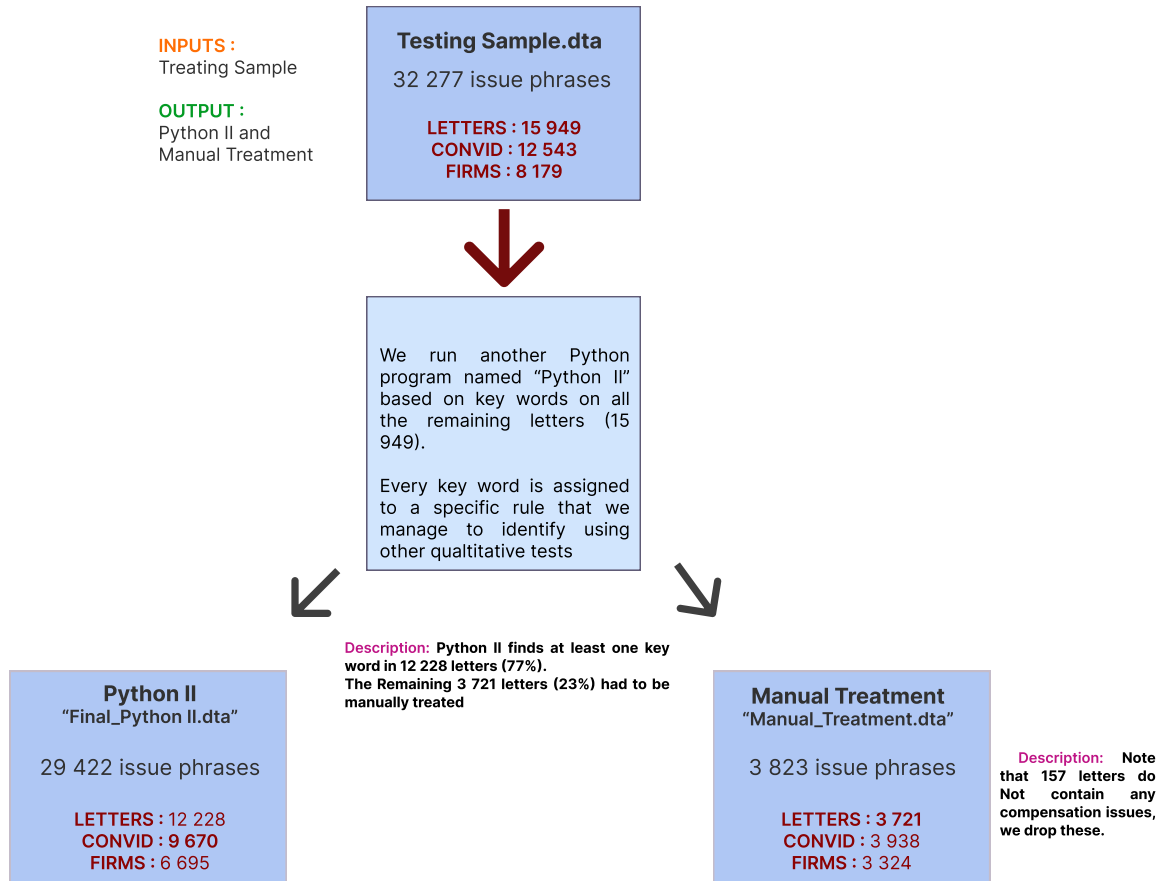 INPUTS :
Treating Sample
OUTPUT :
Python II and
Manual Treatment
Testing Sample.dta
32 277 issue phrases
LETTERS : 15 949
CONVID : 12 543
FIRMS : 8 179
We run another Python
program named “Python II”
based on key words on all
the remaining letters (15
949).
Every key word is assigned
to a specific rule that we
manage to identify using
other qualtitative tests
Description: Python II finds at least one key
word in 12 228 letters (77%).
The Remaining 3 721 letters (23%) had to be
manually treated
Python II
“Final_Python II.dta”
29 422 issue phrases
LETTERS : 12 228
CONVID : 9 670
FIRMS : 6 695
Manual Treatment
“Manual_Treatment.dta”
3 823 issue phrases
LETTERS : 3 721
CONVID : 3 938
FIRMS : 3 324
Description: Note
that 157 letters do
Not contain any
compensation issues,
we drop these.